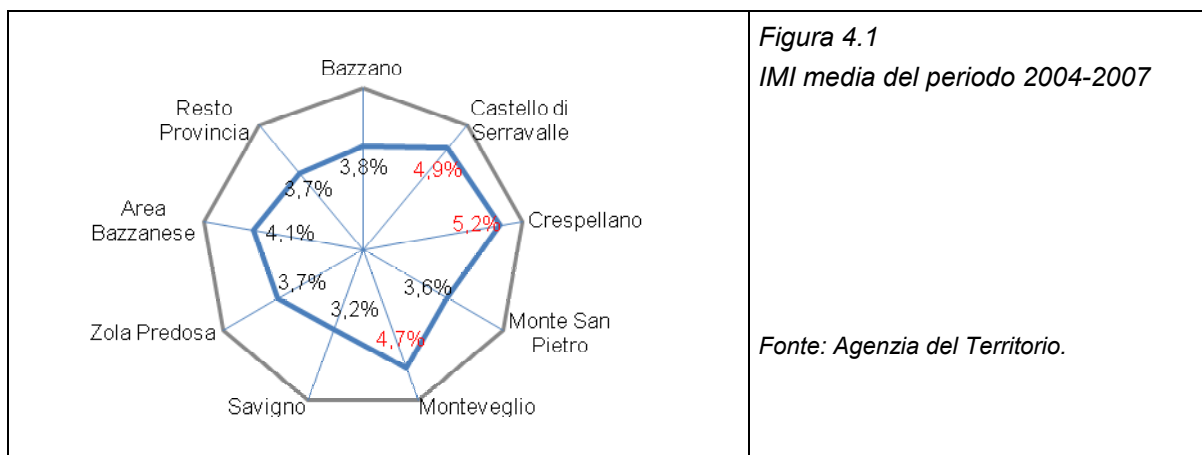 Bazzano
Castello di
Serravalle
Crespellano
Monte San
Pietro
Monteveglio
Savigno
Zola Predosa
Area
Bazzanese
Resto
Provincia
3,8%
4,9%
5,2%
3,6%
4,7%
3,2%
3,7%
4,1%
3,7%
Figura 4.1
IMI media del periodo 2004-2007
Fonte: Agenzia del Territorio.